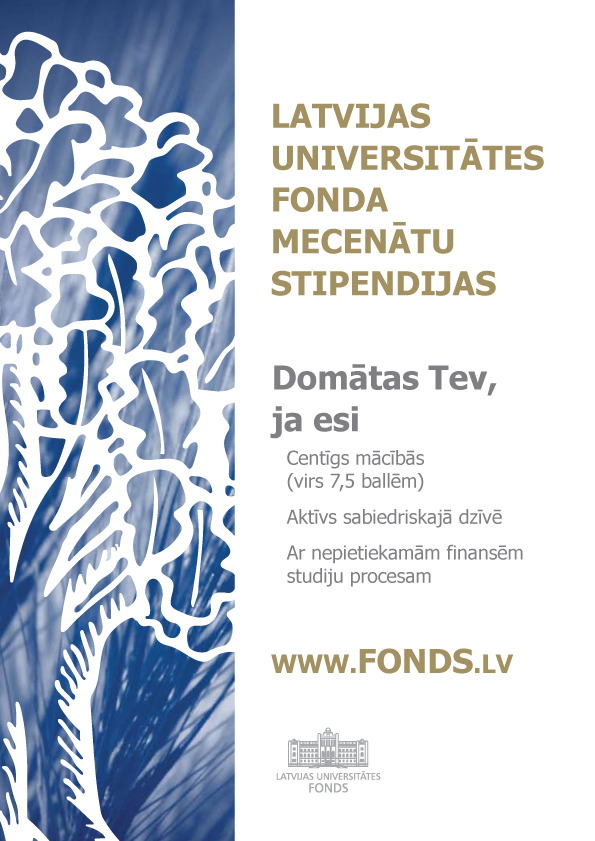 LATVIJAS
UNIVERSITĀTES
FONDA
MECENĀTU
STIPENDIJAS
Domātas Tev,
ja esi
Centīgs mācībās
(virs 7,5 ballēm)
Aktīvs sabiedriskajā dzīvē
Ar nepietiekamām finansēm
studiju procesam
www.FONDS.LV
LATVIJAS UNIVERSITĀTES
FONDS